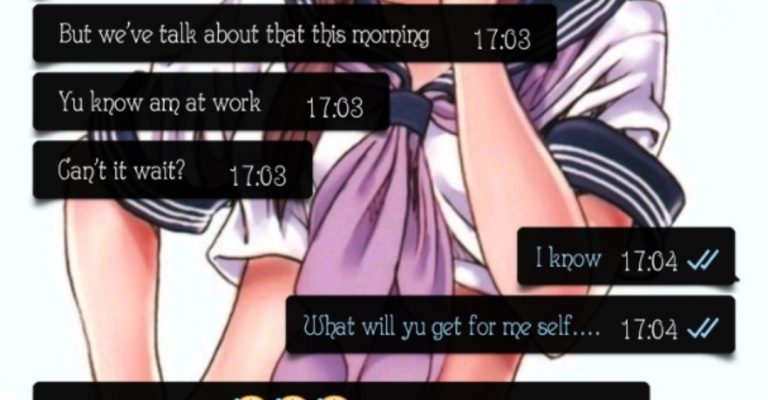 But we've talk about that this morning 17:03
Yu know am at work 17:03
Can't it wait? 17:03
I know 17:04
What will yu get for me self.... 17:04